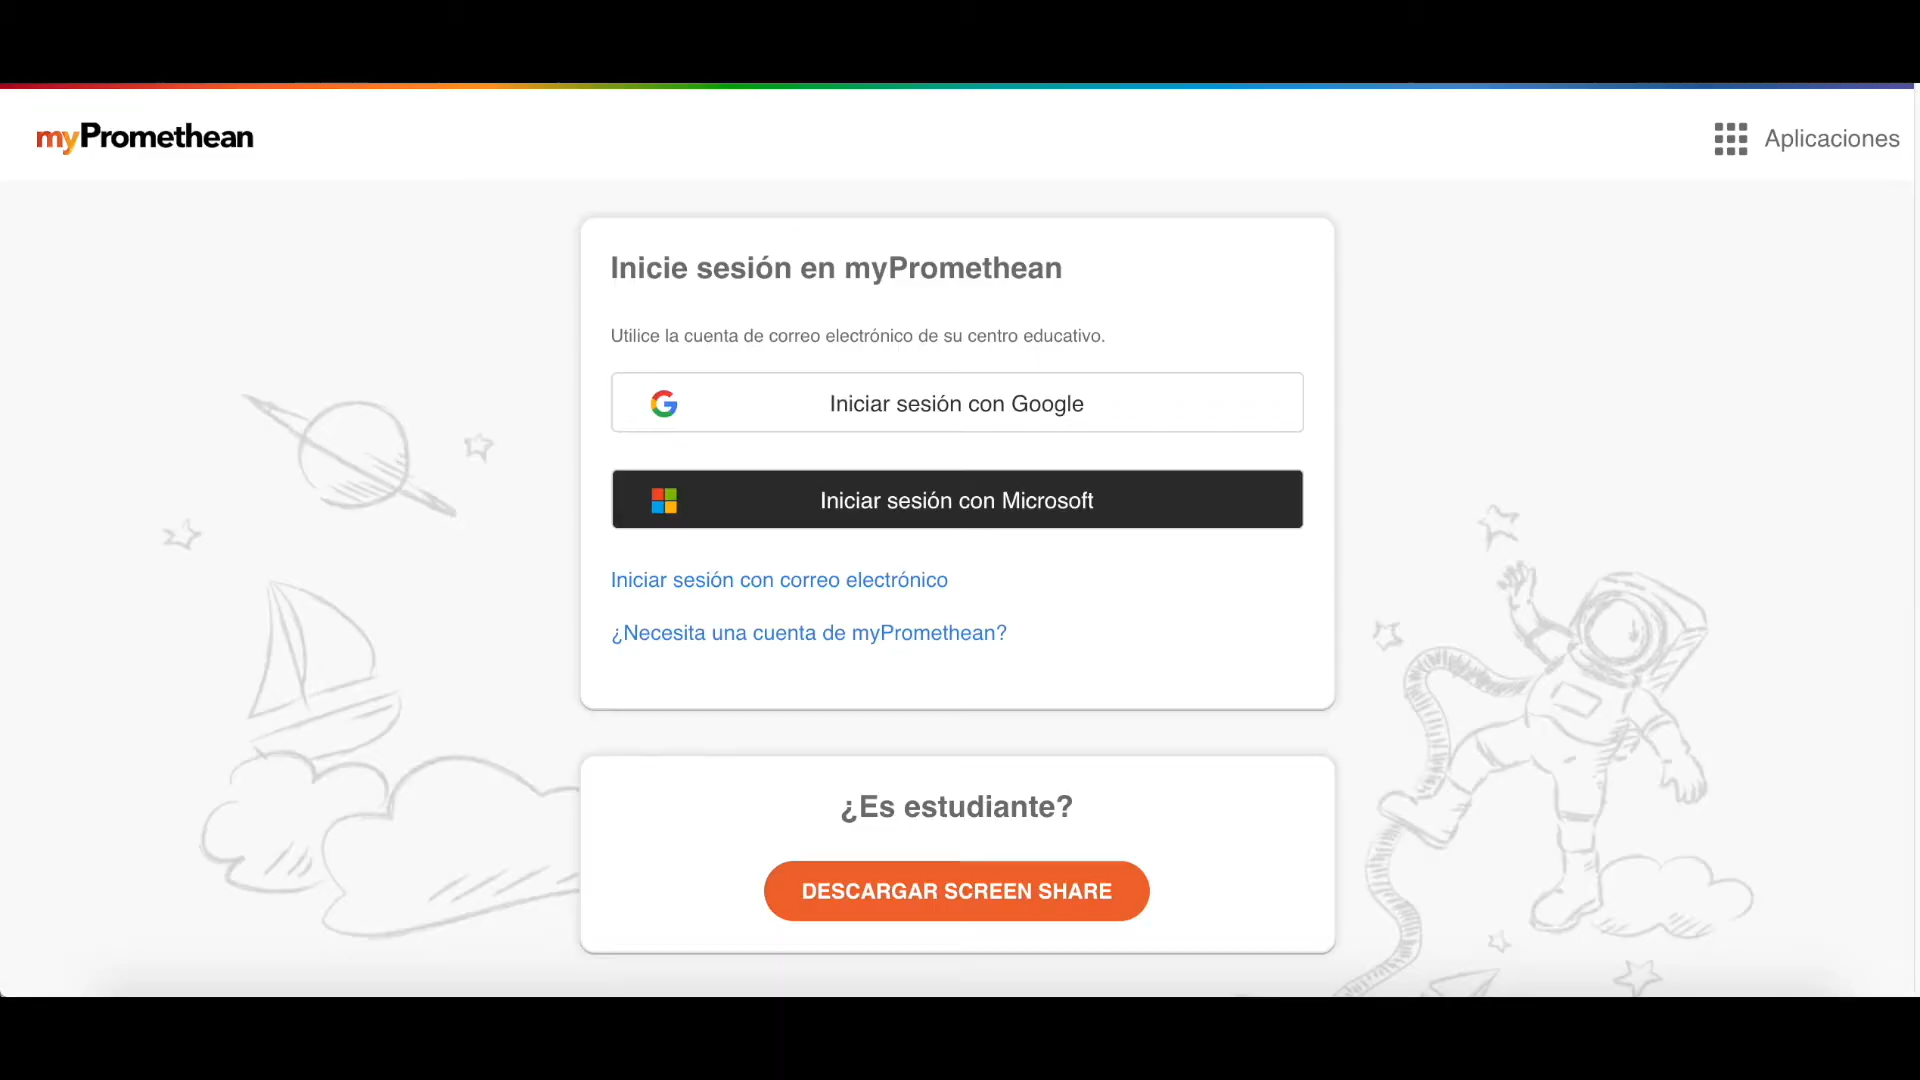 myPromethean
Aplicaciones
Inicie sesión en myPromethean
Utilice la cuenta de correo electrónico de su centro educativo.
Iniciar sesión con Google
Iniciar sesión con Microsoft
Iniciar sesión con correo electrónico
¿Necesita una cuenta de myPromethean?
¿Es estudiante?
DESCARGAR SCREEN SHARE